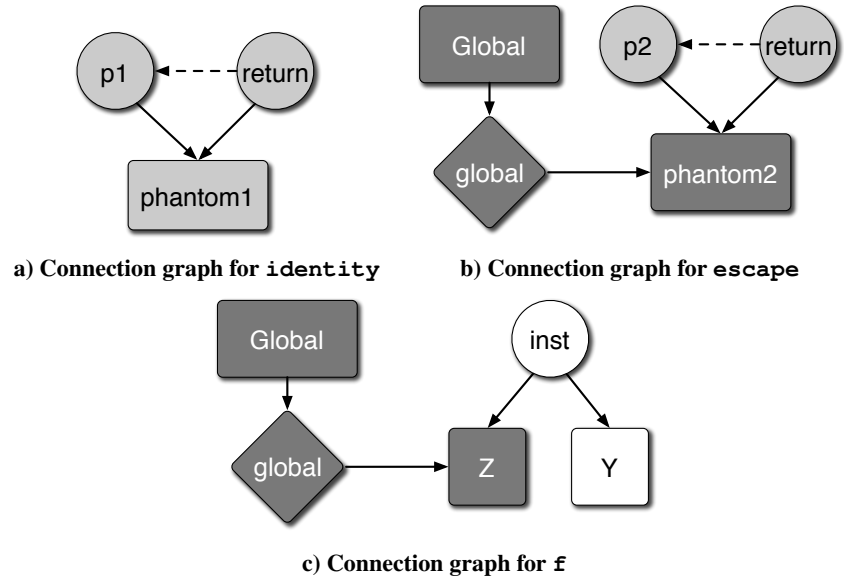 p1
return
phantom1
a) Connection graph for identity
Global
p2
return
global
phantom2
b) Connection graph for escape
Global
inst
global
Z
Y
c) Connection graph for f